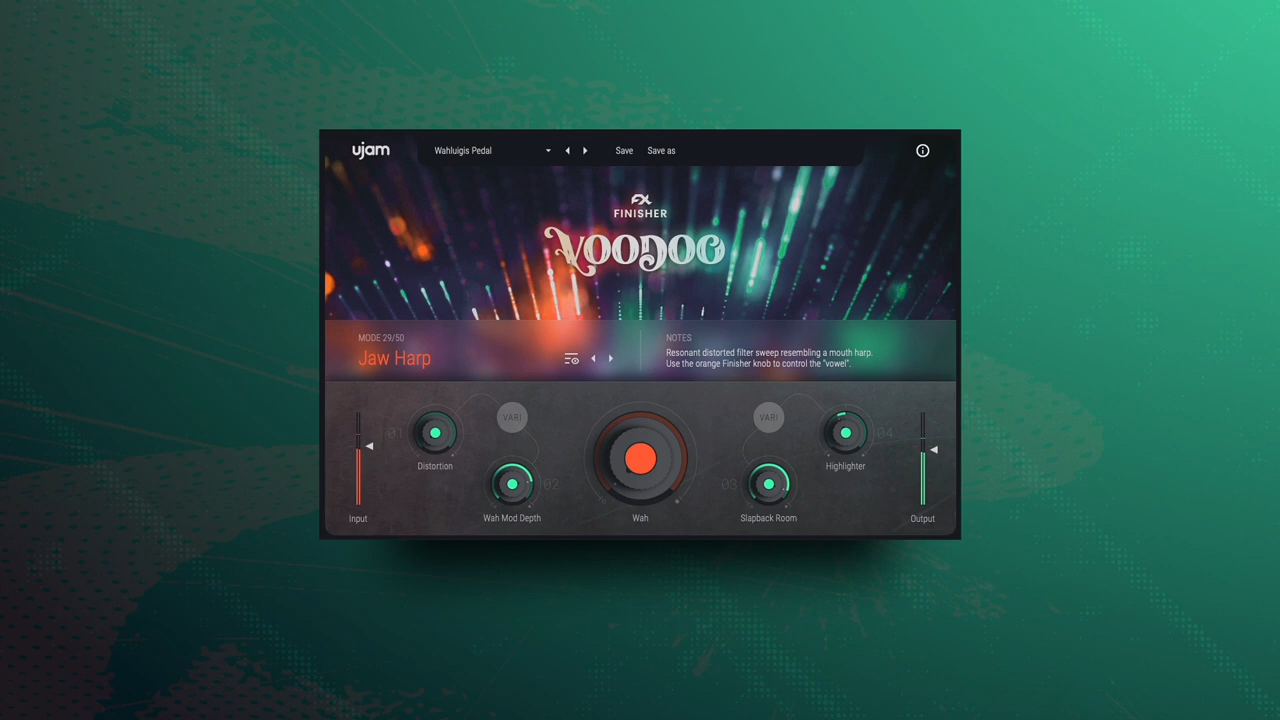 ujam
Wahluigis Pedal
Save
Save as
FX
FINISHER
VOODOO
MODE 29/50
Jaw Harp
NOTES
Resonant distorted filter sweep resembling a mouth harp.
Use the orange Finisher knob to control the "vowel".
01
VARI
VARI
04
Distortion
Highlighter
02
03
Input
Wah Mod Depth
Wah
Slapback Room
Output